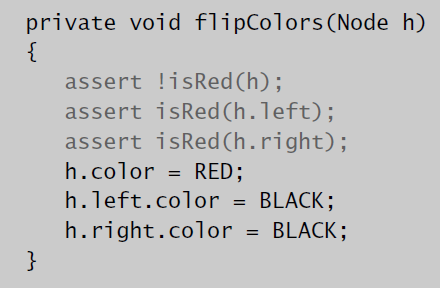 private void flipColors(Node h)
{
assert !isRed(h);
assert isRed(h.left);
assert isRed(h.right);
h.color = RED;
h.left.color = BLACK;
h.right.color = BLACK;
}